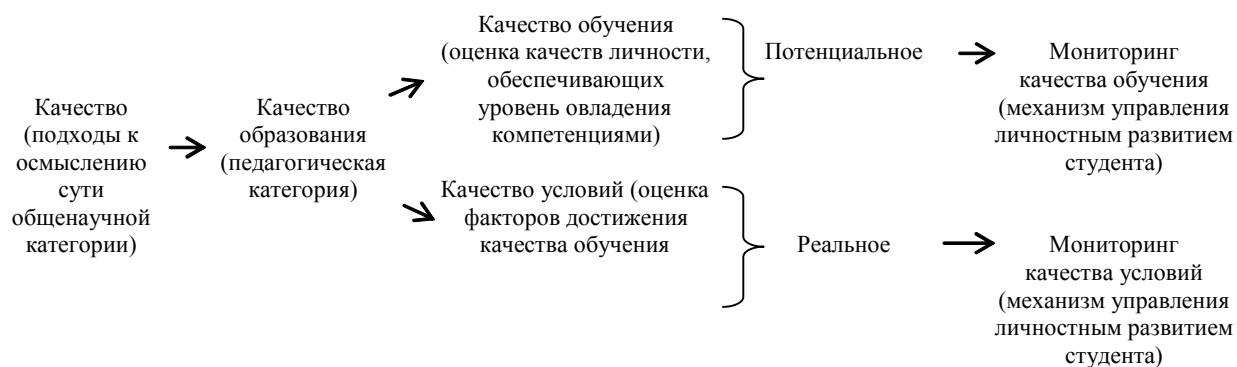 Качество
(подходы к
осмыслению
сути
общенаучной
категории)
Качество
образования
(педагогическая
категория)
Качество обучения
(оценка качеств личности,
обеспечивающих
уровень овладения
компетенциями)
Качество условий (оценка
факторов достижения
качества обучения
Потенциальное
Реальное
Мониторинг
качества обучения
(механизм управления
личностным развитием
студента)
Мониторинг
качества условий
(механизм управления
личностным развитием
студента)